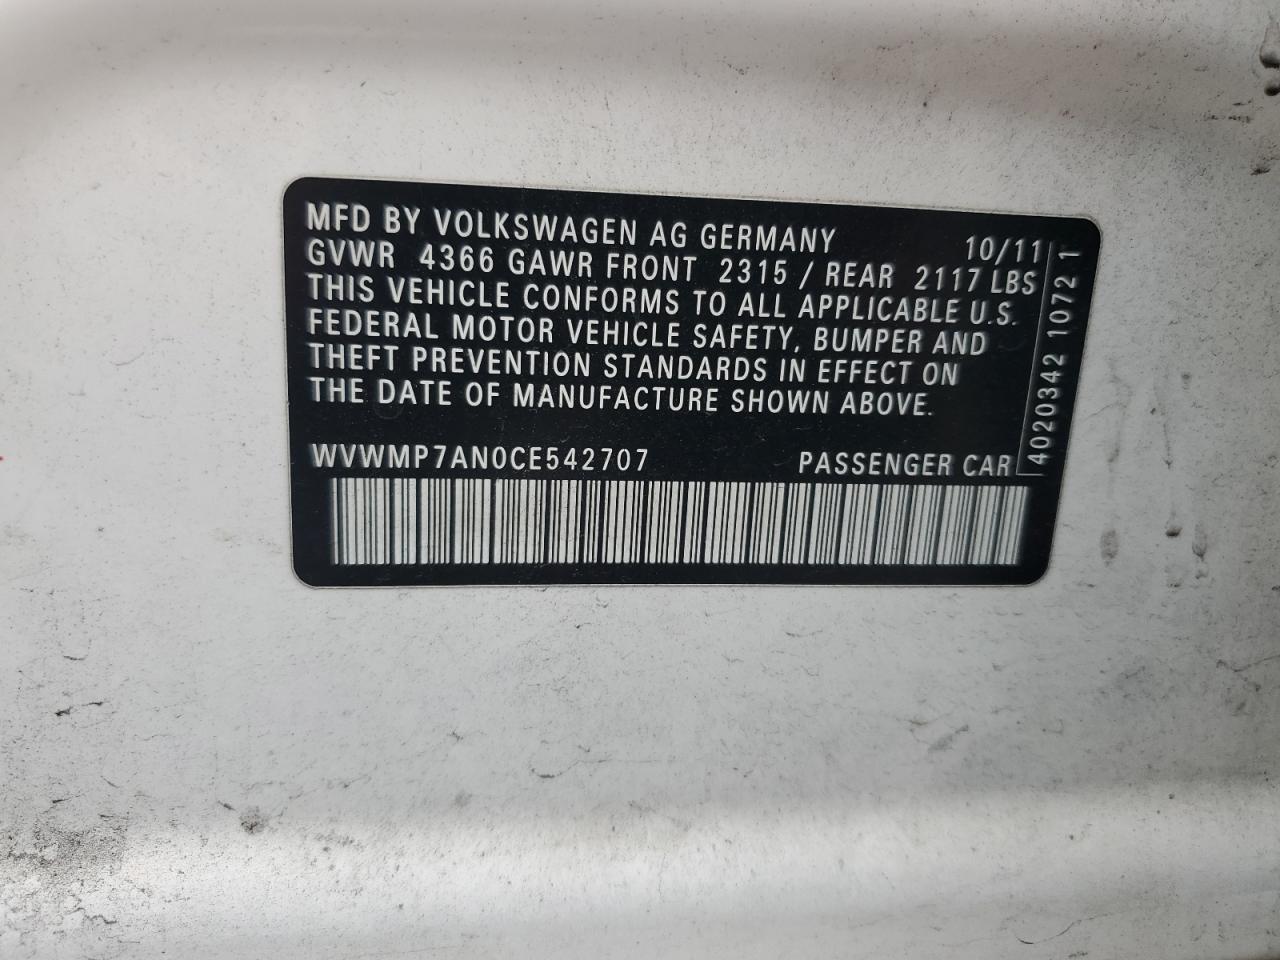 MFD BY VOLKSWAGEN AG GERMANY 10/11
GVWR 4366 GAWR FRONT 2315 / REAR 2117 LBS
THIS VEHICLE CONFORMS TO ALL APPLICABLE U.S.
FEDERAL MOTOR VEHICLE SAFETY, BUMPER AND
THEFT PREVENTION STANDARDS IN EFFECT ON
THE DATE OF MANUFACTURE SHOWN ABOVE.
WVWMP7AN0CE542707 PASSENGER CAR
4020342 1072 1